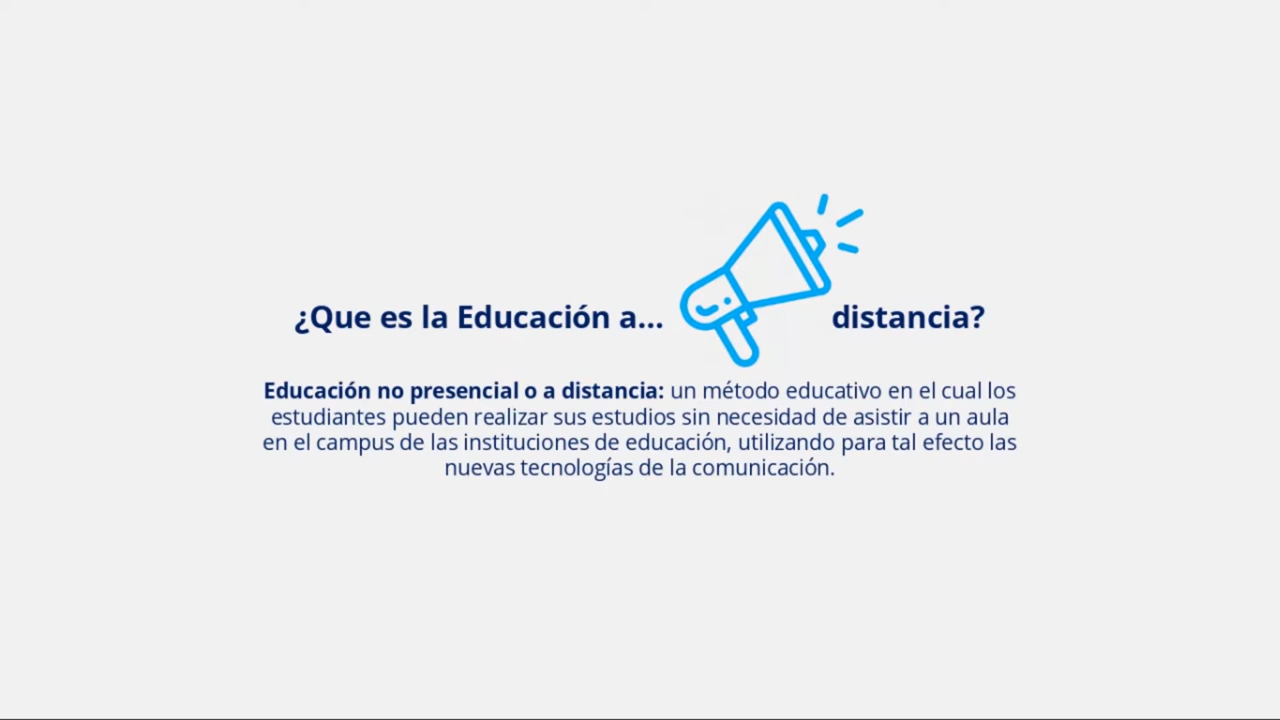 ¿Que es la Educación a... distancia?
Educación no presencial o a distancia: un método educativo en el cual los
estudiantes pueden realizar sus estudios sin necesidad de asistir a un aula
en el campus de las instituciones de educación, utilizando para tal efecto las
nuevas tecnologías de la comunicación.